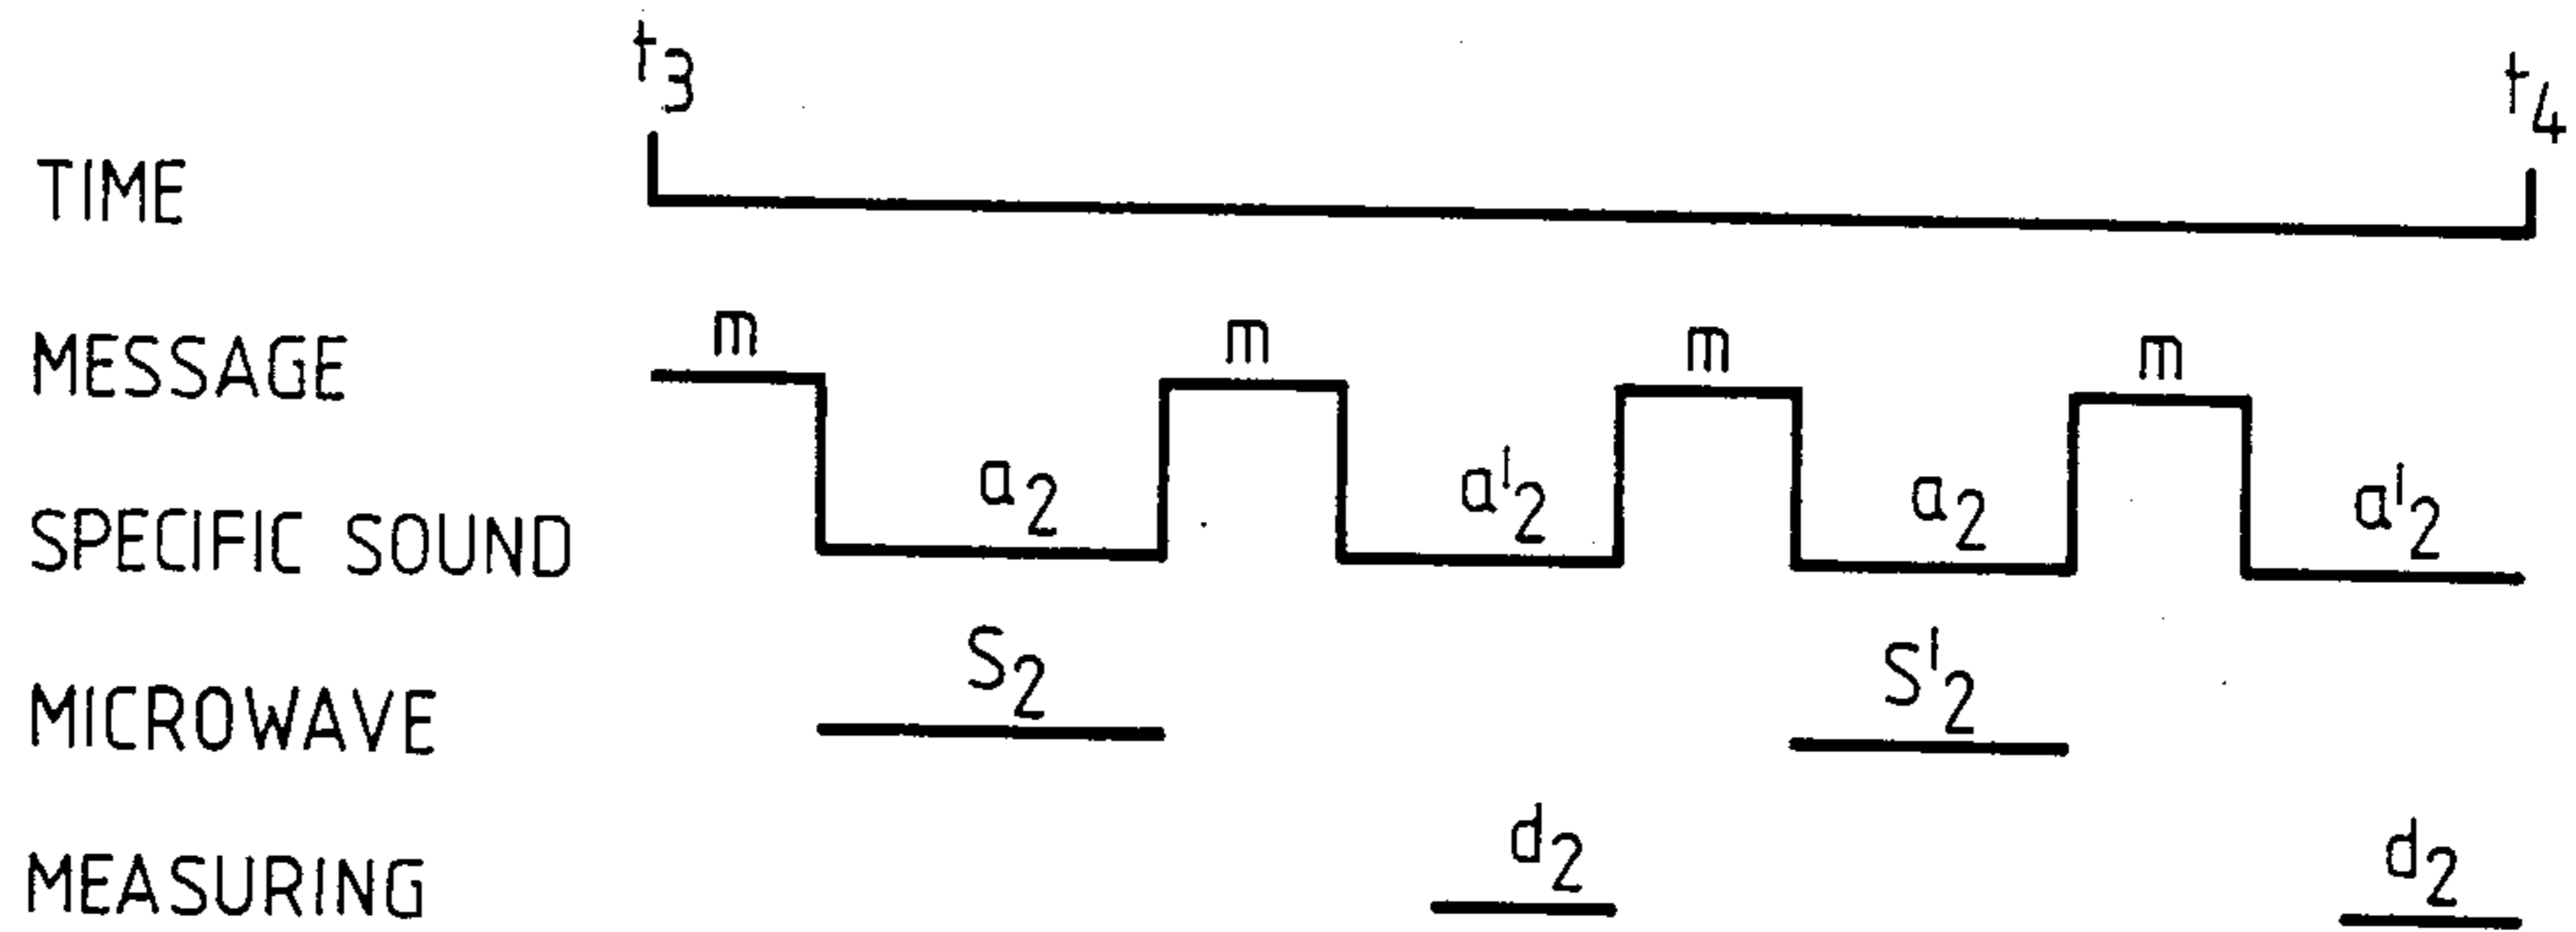 t3 t4
TIME
MESSAGE m m m m
SPECIFIC SOUND a2 a'2 a2 a'2
MICROWAVE S2 S'2
MEASURING d2 d2